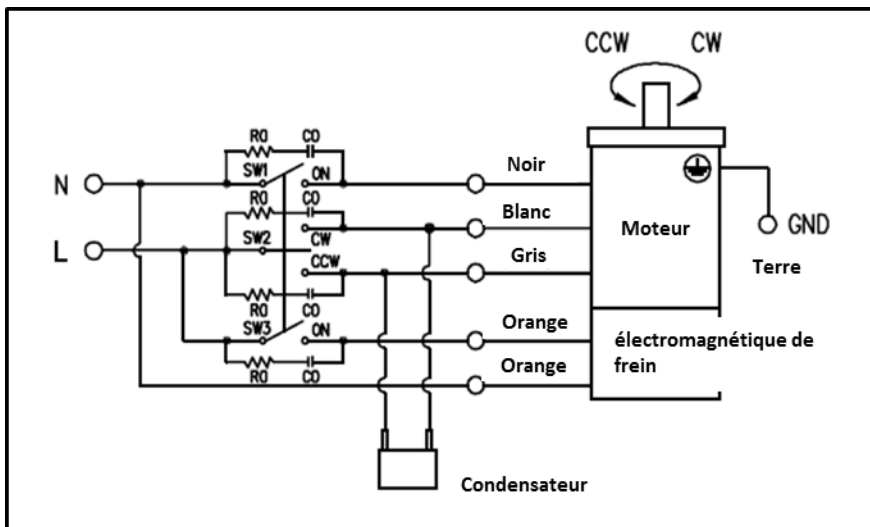 CCW CW
R0 C0
SW1 ON
N
Noir
R0 C0
Blanc
CW
L
SW2
Moteur
GND
CCW
Gris
Terre
R0 C0
SW3 ON
Orange
électromagnétique de
frein
R0 C0
Orange
Condensateur